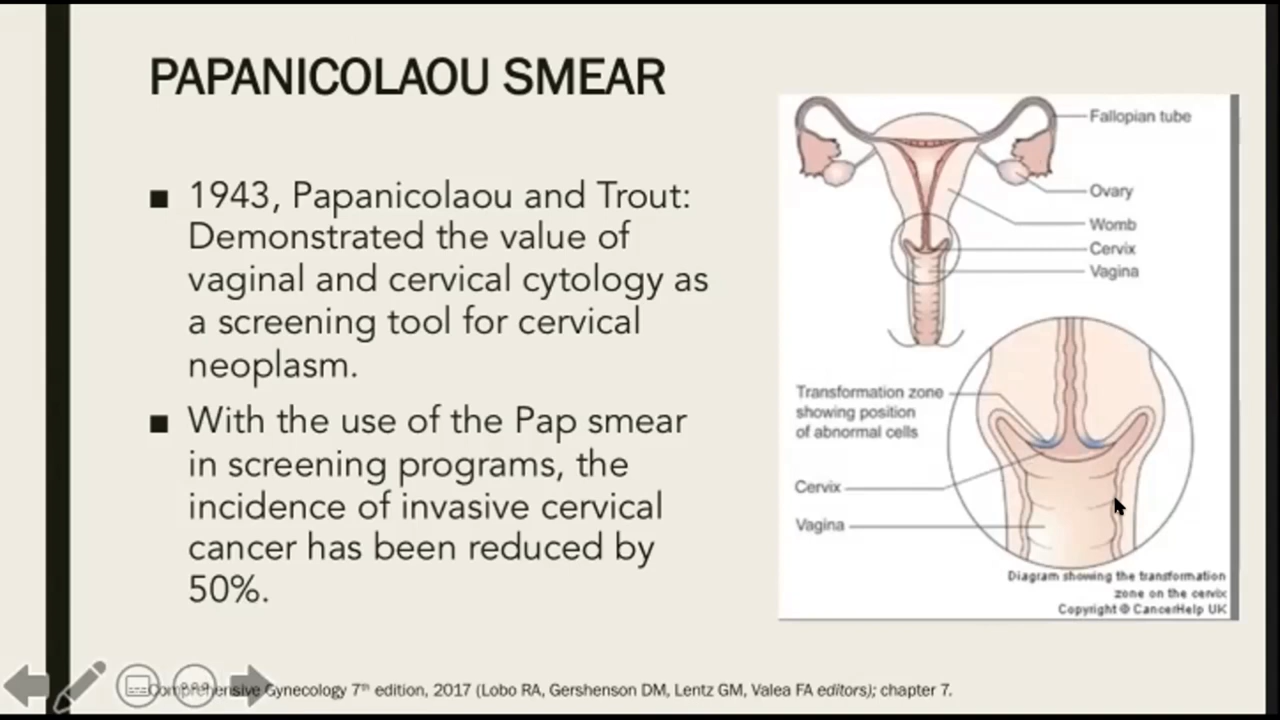 PAPANICOLAOU SMEAR
■ 1943, Papanicolaou and Trout:
Demonstrated the value of
vaginal and cervical cytology as
a screening tool for cervical
neoplasm.
■ With the use of the Pap smear
in screening programs, the
incidence of invasive cervical
cancer has been reduced by
50%.
Fallopian tube
Ovary
Womb
Cervix
Vagina
Transformation zone
showing position
of abnormal cells
Cervix
Vagina
Diagram showing the transformation
zone on the cervix
Copyright © CancerHelp UK
Comprehensive Gynecology 7th edition, 2017 (Lobo RA, Gershenson DM, Lentz GM, Valea FA editors); chapter 7.